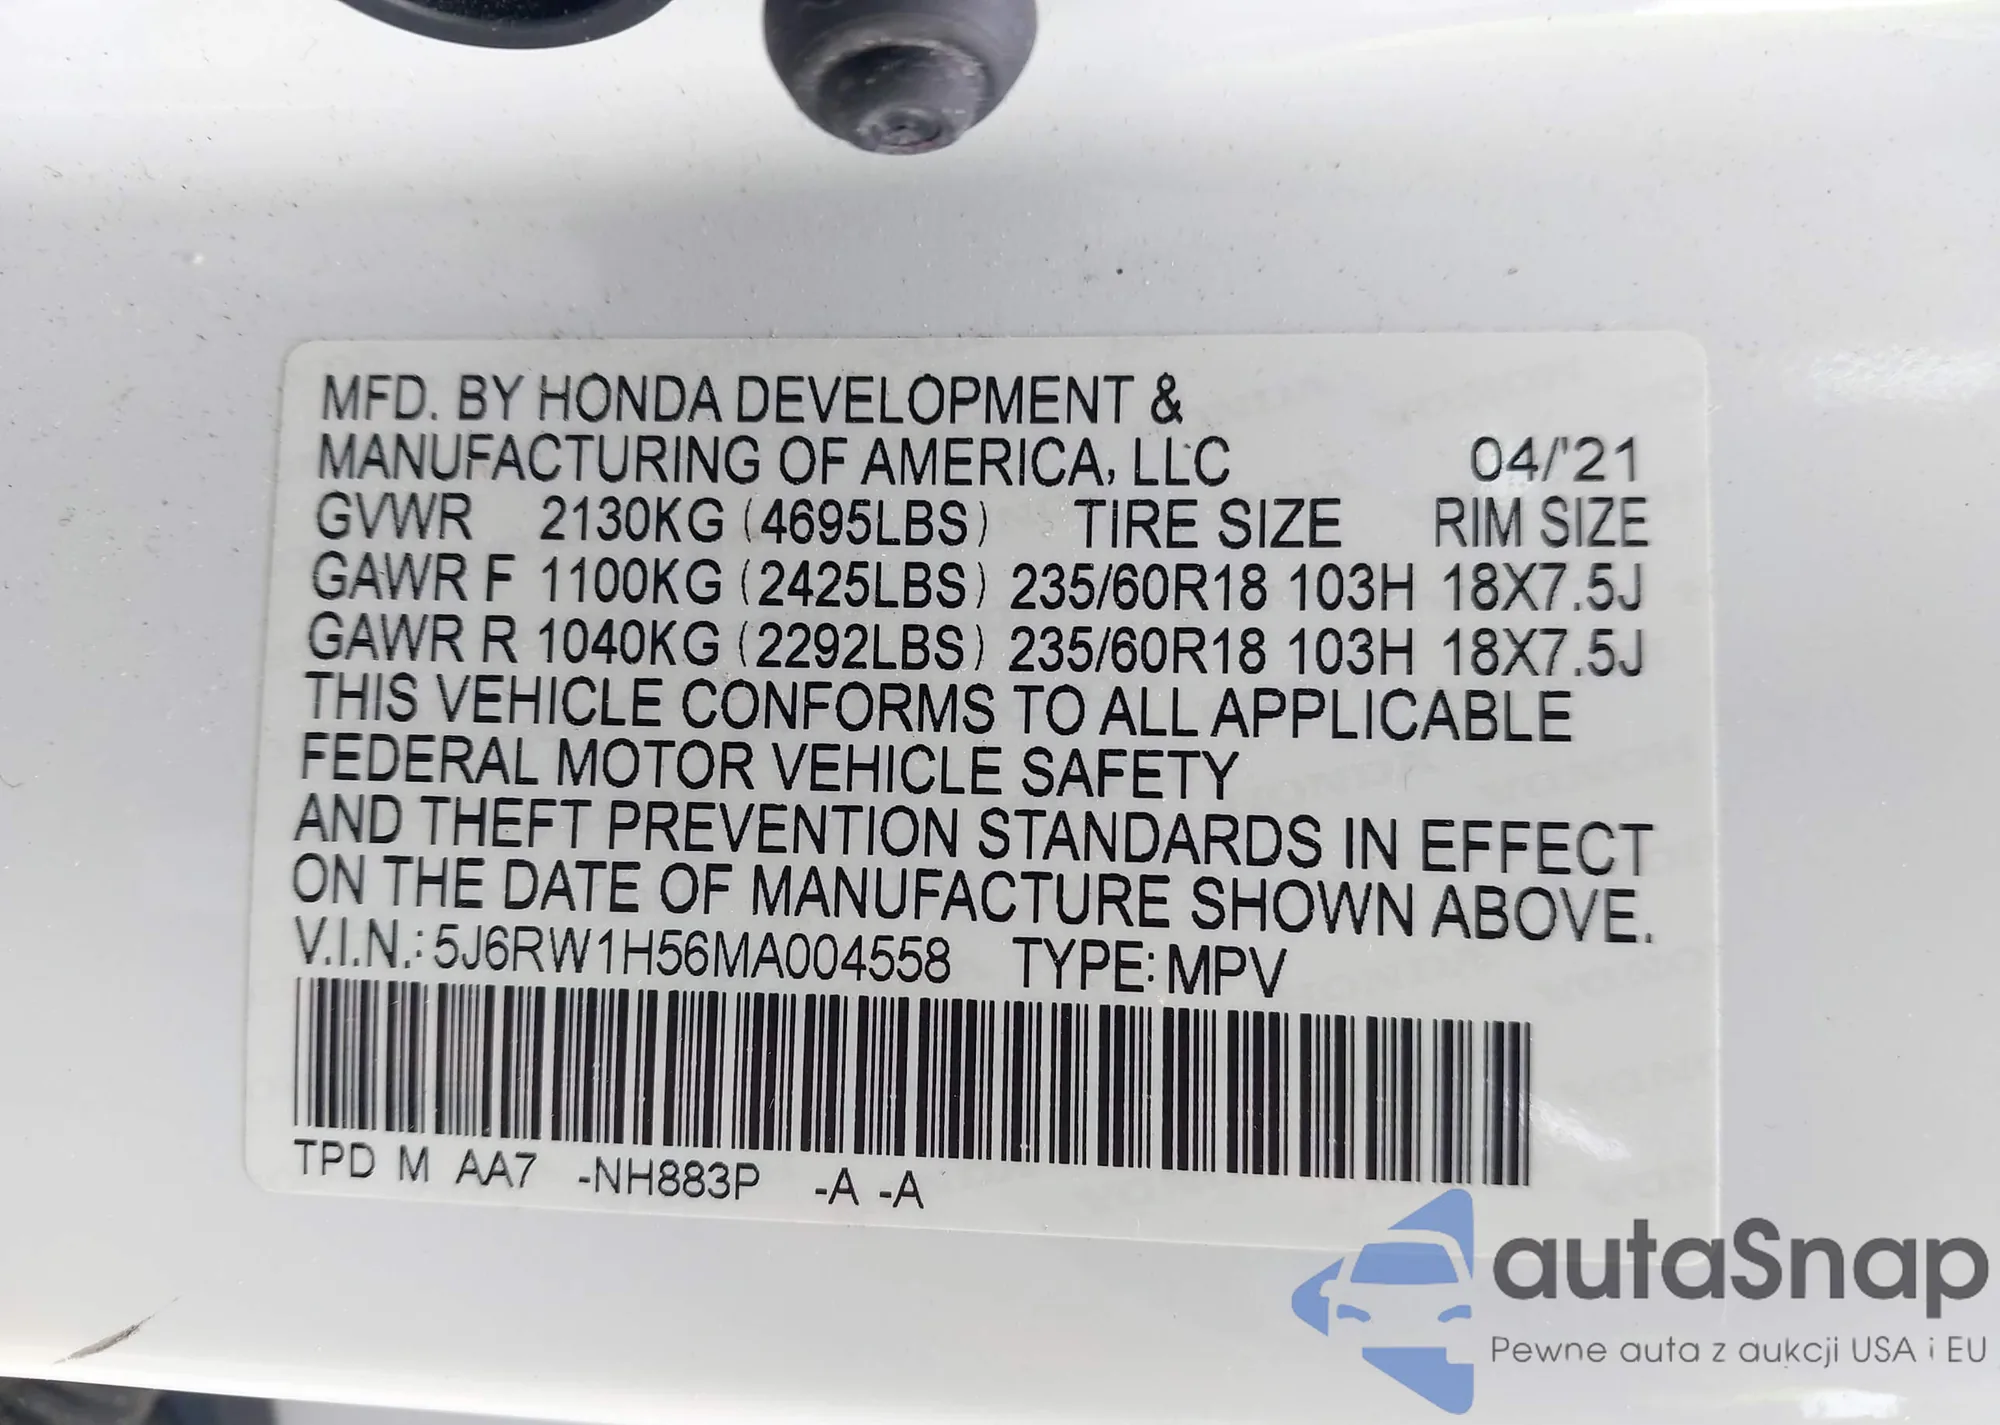 MFD. BY HONDA DEVELOPMENT &
MANUFACTURING OF AMERICA, LLC 04/'21
GVWR 2130KG (4695LBS) TIRE SIZE RIM SIZE
GAWR F 1100KG (2425LBS) 235/60R18 103H 18X7.5J
GAWR R 1040KG (2292LBS) 235/60R18 103H 18X7.5J
THIS VEHICLE CONFORMS TO ALL APPLICABLE
FEDERAL MOTOR VEHICLE SAFETY
AND THEFT PREVENTION STANDARDS IN EFFECT
ON THE DATE OF MANUFACTURE SHOWN ABOVE.
V.I.N.: 5J6RW1H56MA004558 TYPE: MPV
TPD M AA7 -NH883P -A -A
autaSnap
Pewne auta z aukcji USA i EU